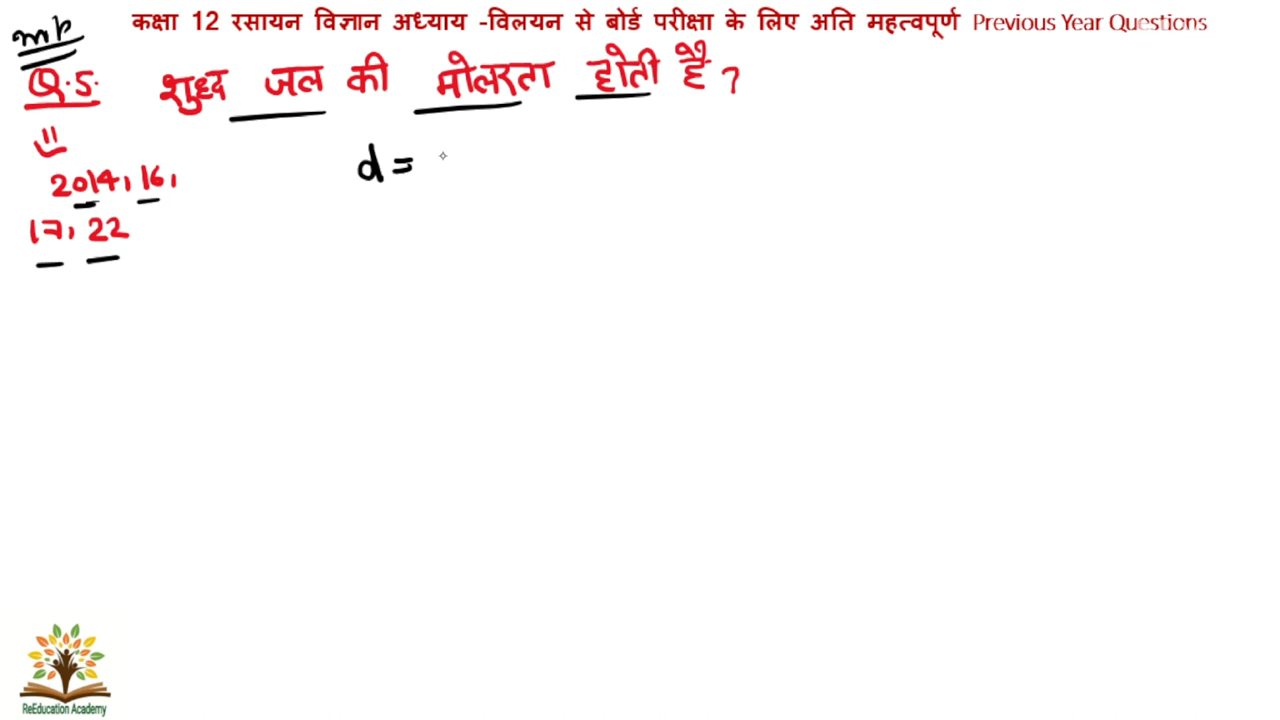 कक्षा 12 रसायन विज्ञान अध्याय -विलयन से बोर्ड परीक्षा के लिए अति महत्वपूर्ण Previous Year Questions
mp
Q.5. शुध्द जल की मोलरता होती है ?
2014, 16,
17, 22
d =
ReEducation Academy